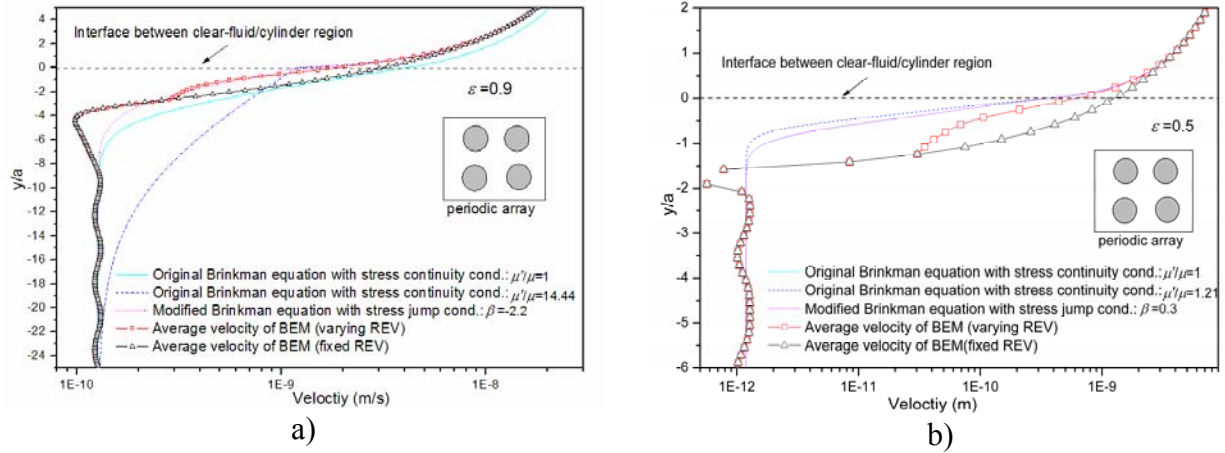 4
2
0
-2
-4
-6
-8
-10
-12
-14
-16
-18
-20
-22
-24
y/a
Interface between clear-fluid/cylinder region
ε=0.9
periodic array
Original Brinkman equation with stress continuity cond.: μ'/μ=1
Original Brinkman equation with stress continuity cond.: μ'/μ=14.44
Modified Brinkman equation with stress jump cond.: β=-2.2
Average velocity of BEM (varying REV)
Average velocity of BEM (fixed REV)
1E-10 1E-9 1E-8
Velocity (m/s)
a)
2
1
0
-1
-2
-3
-4
-5
-6
y/a
Interface between clear-fluid/cylinder region
ε=0.5
periodic array
Original Brinkman equation with stress continuity cond.: μ'/μ=1
Original Brinkman equation with stress continuity cond.: μ'/μ=1.21
Modified Brinkman equation with stress jump cond.: β=0.3
Average velocity of BEM (varying REV)
Average velocity of BEM(fixed REV)
1E-12 1E-11 1E-10 1E-9
Veloctiy (m)
b)